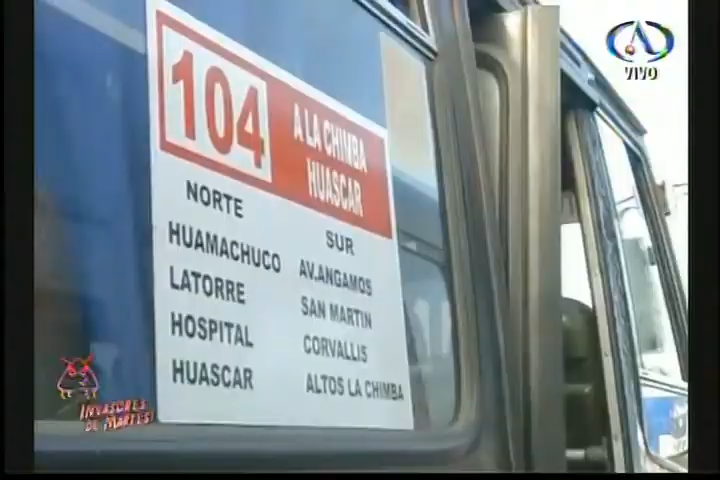 104
A LA CHIMBA
HUASCAR
NORTE
HUAMACHUCO
LATORRE
HOSPITAL
HUASCAR
SUR
AV.ANGAMOS
SAN MARTIN
CORVALLIS
ALTOS LA CHIMBA
A
VIVO
INVASORES
DE MARTES!